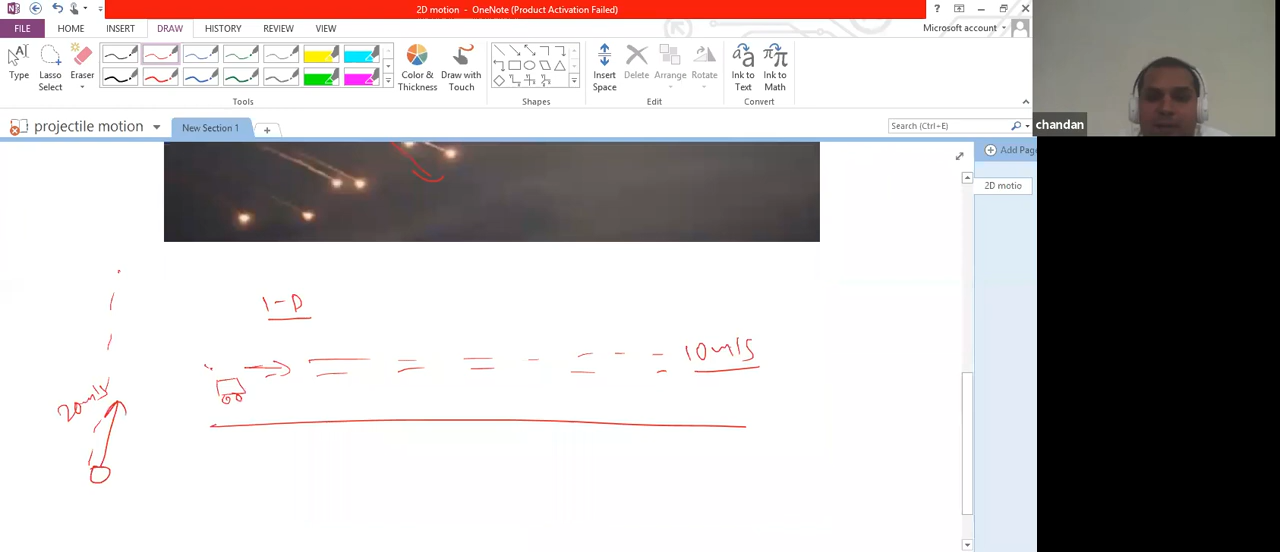 2D motion - OneNote (Product Activation Failed)
?
FILE HOME INSERT DRAW HISTORY REVIEW VIEW
Microsoft account
Type
Lasso Select
Eraser
Color & Thickness
Draw with Touch
Insert Space
Delete
Arrange
Rotate
Ink to Text
Ink to Math
Tools
Shapes
Edit
Convert
projectile motion
New Section 1
Search (Ctrl+E)
chandan
Add Pag
2D motio
1-D
10m/s
20m/s